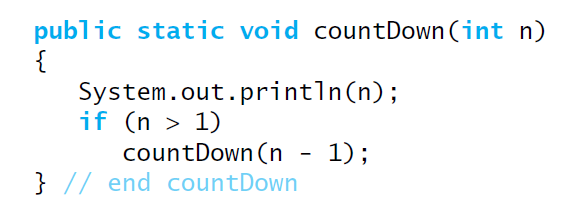 public static void countDown(int n)
{
   System.out.println(n);
   if (n > 1)
      countDown(n - 1);
} // end countDown